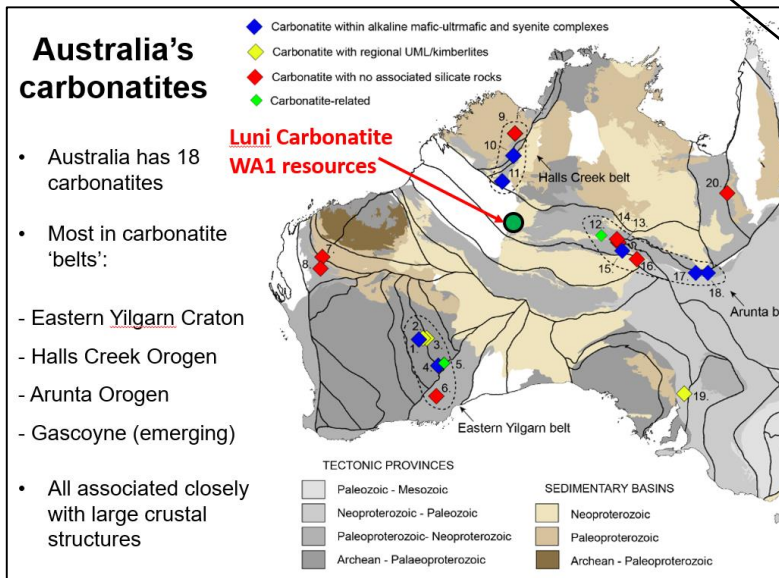 Australia's
carbonatites
• Australia has 18
carbonatites
• Most in carbonatite
'belts':
- Eastern Yilgarn Craton
- Halls Creek Orogen
- Arunta Orogen
- Gascoyne (emerging)
• All associated closely
with large crustal
structures
Carbonatite within alkaline mafic-ultrmafic and syenite complexes
Carbonatite with regional UML/kimberlites
Carbonatite with no associated silicate rocks
Carbonatite-related
Luni Carbonatite
WA1 resources
9.
10.
11.
Halls Creek belt
20.
12.
14.
13.
15.
16.
17.
18.
Arunta b
7.
8.
2.
1.
3.
4.
5.
6.
Eastern Yilgarn belt
19.
TECTONIC PROVINCES
Paleozoic - Mesozoic
Neoproterozoic - Paleozoic
Paleoproterozoic- Neoproterozoic
Archean - Palaeoproterozoic
SEDIMENTARY BASINS
Neoproterozoic
Paleoproterozoic
Archean - Paleoproterozoic